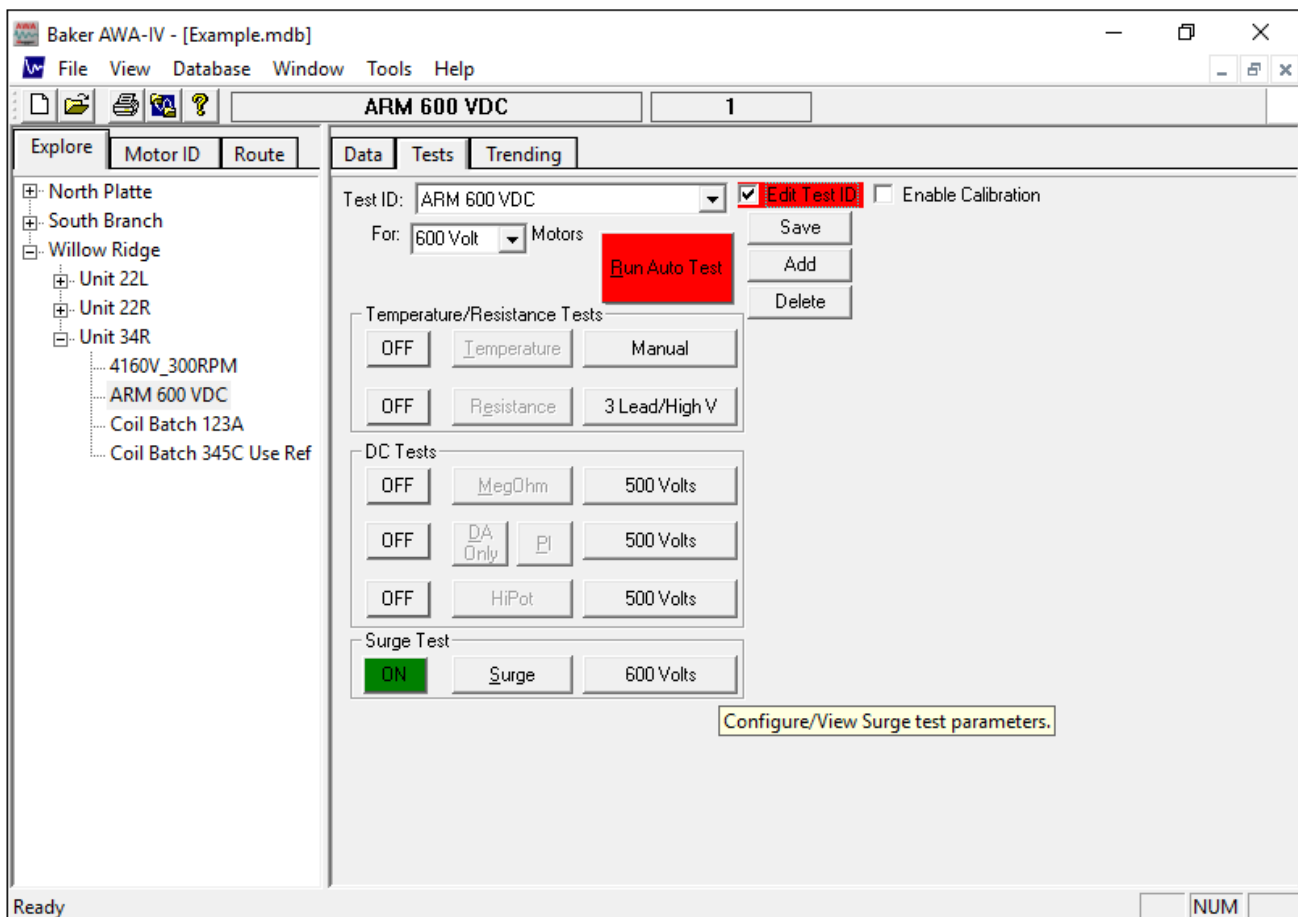 Baker AWA-IV - [Example.mdb]
File View Database Window Tools Help
ARM 600 VDC 1
Explore Motor ID Route
North Platte
South Branch
Willow Ridge
Unit 22L
Unit 22R
Unit 34R
4160V_300RPM
ARM 600 VDC
Coil Batch 123A
Coil Batch 345C Use Ref
Data Tests Trending
Test ID: ARM 600 VDC Edit Test ID Enable Calibration
For: 600 Volt Motors
Run Auto Test
Save
Add
Delete
Temperature/Resistance Tests
OFF Temperature Manual
OFF Resistance 3 Lead/High V
DC Tests
OFF MegOhm 500 Volts
OFF DA Only PI 500 Volts
OFF HiPot 500 Volts
Surge Test
ON Surge 600 Volts
Configure/View Surge test parameters.
Ready NUM